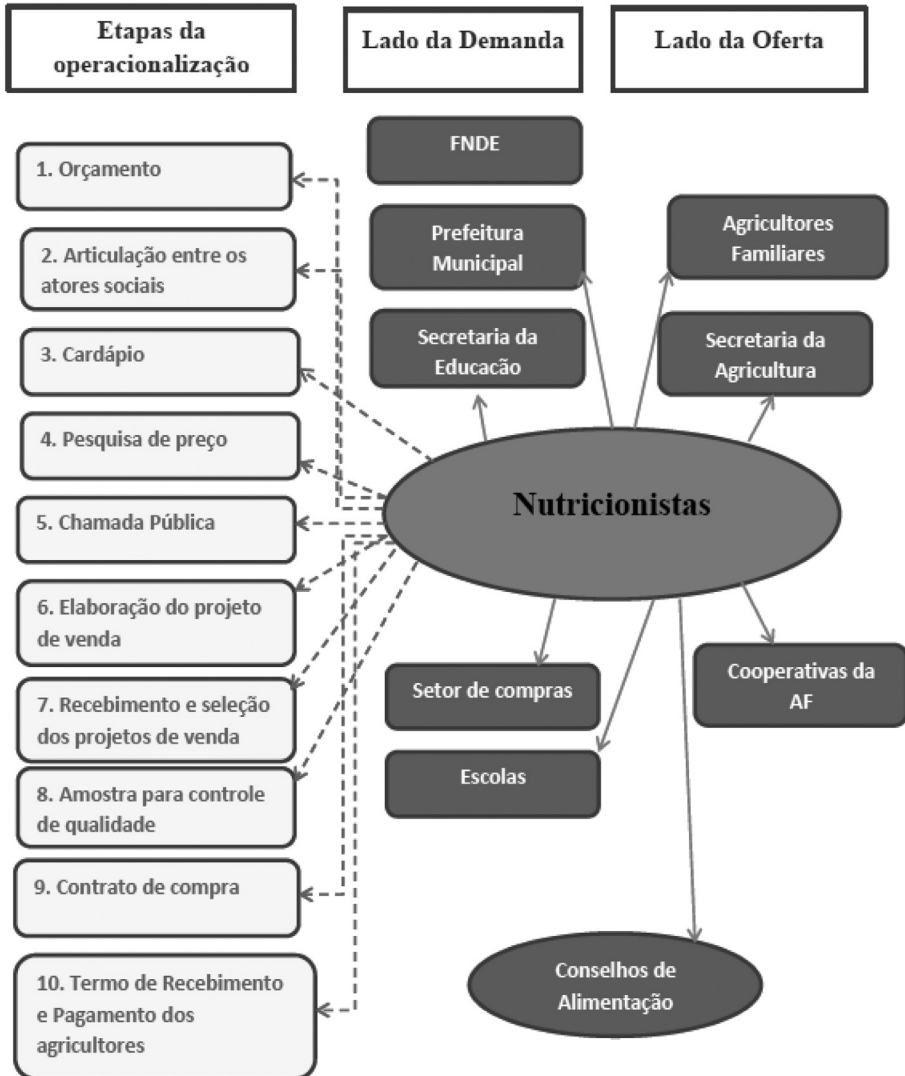 Etapas da
operacionalização
Lado da Demanda
Lado da Oferta
1. Orçamento
2. Articulação entre os
atores sociais
3. Cardápio
4. Pesquisa de preço
5. Chamada Pública
6. Elaboração do projeto
de venda
7. Recebimento e seleção
dos projetos de venda
8. Amostra para controle
de qualidade
9. Contrato de compra
10. Termo de Recebimento
e Pagamento dos
agricultores
FNDE
Prefeitura
Municipal
Secretaria da
Educacão
Agricultores
Familiares
Secretaria da
Agricultura
Nutricionistas
Setor de compras
Escolas
Cooperativas da
AF
Conselhos de
Alimentação